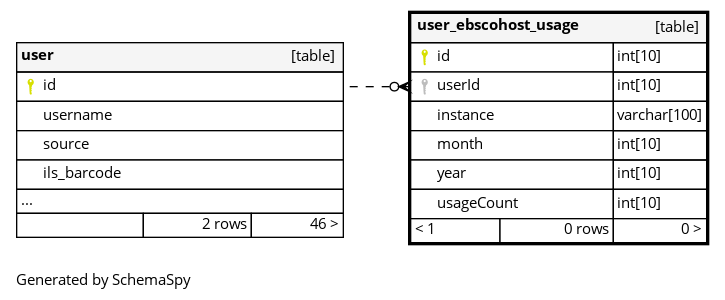 user [table]
id
username
source
ils_barcode
...
2 rows 46 >
user_ebscohost_usage [table]
id int[10]
userId int[10]
instance varchar[100]
month int[10]
year int[10]
usageCount int[10]
< 1 0 rows 0 >
Generated by SchemaSpy